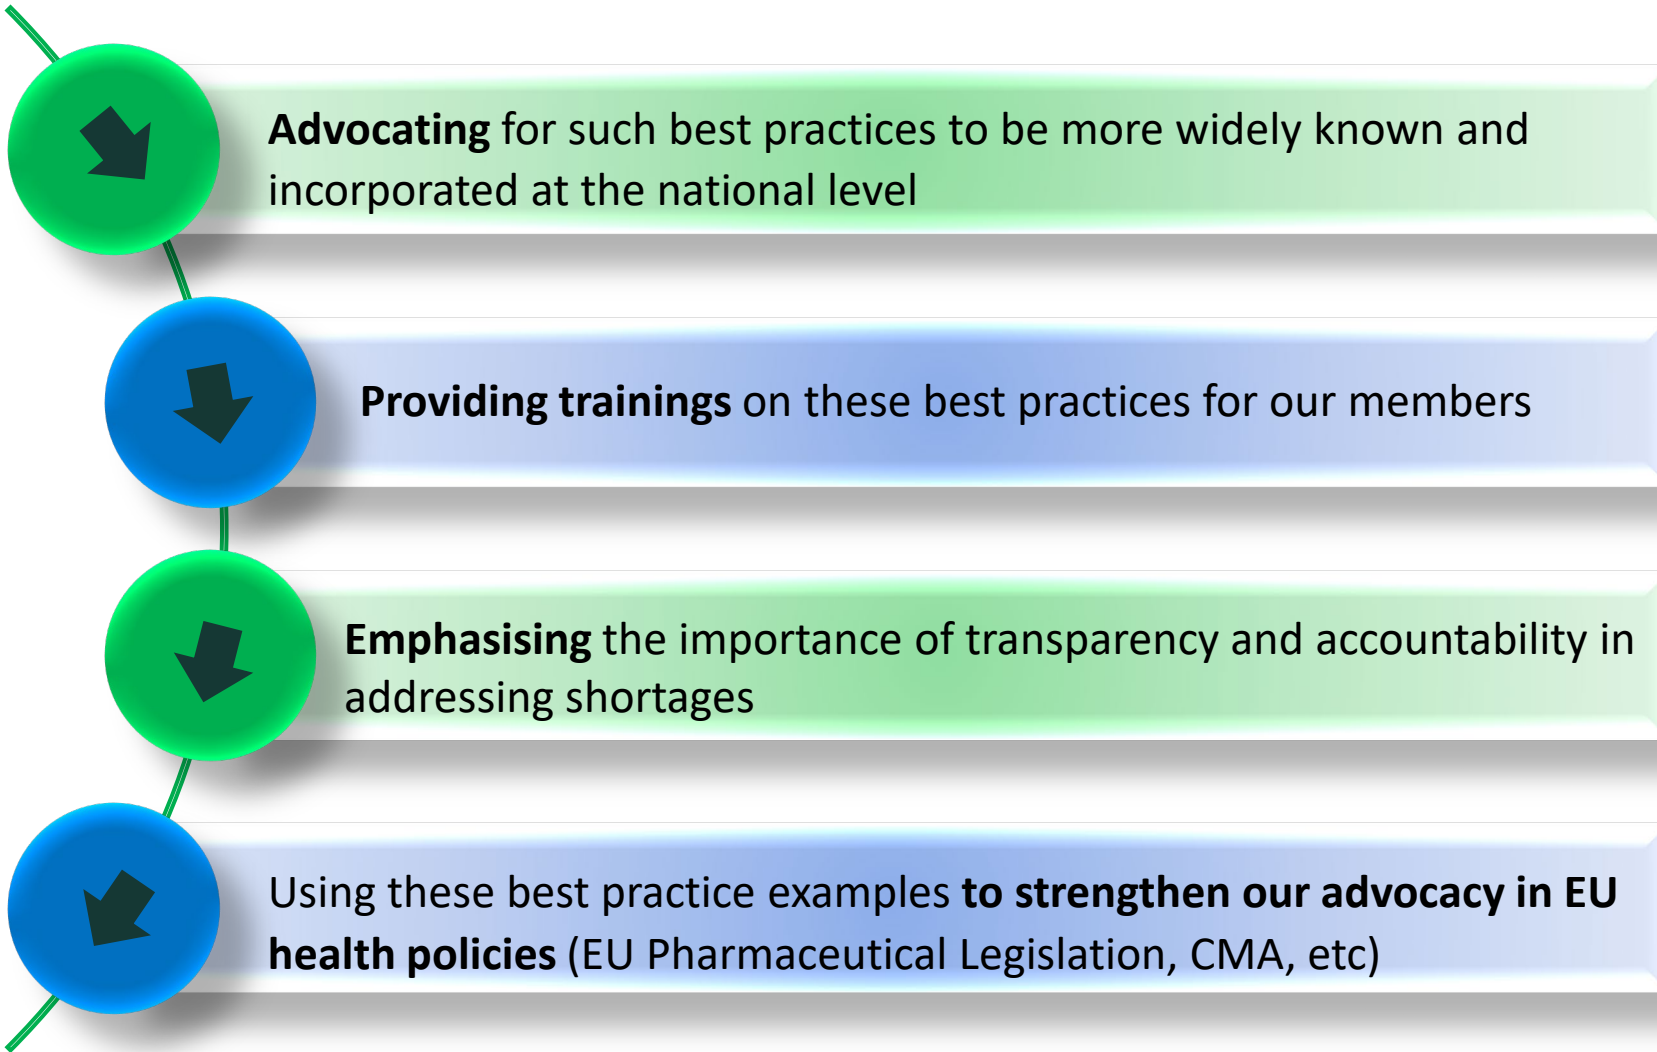 Advocating for such best practices to be more widely known and
incorporated at the national level
Providing trainings on these best practices for our members
Emphasising the importance of transparency and accountability in
addressing shortages
Using these best practice examples to strengthen our advocacy in EU
health policies (EU Pharmaceutical Legislation, CMA, etc)